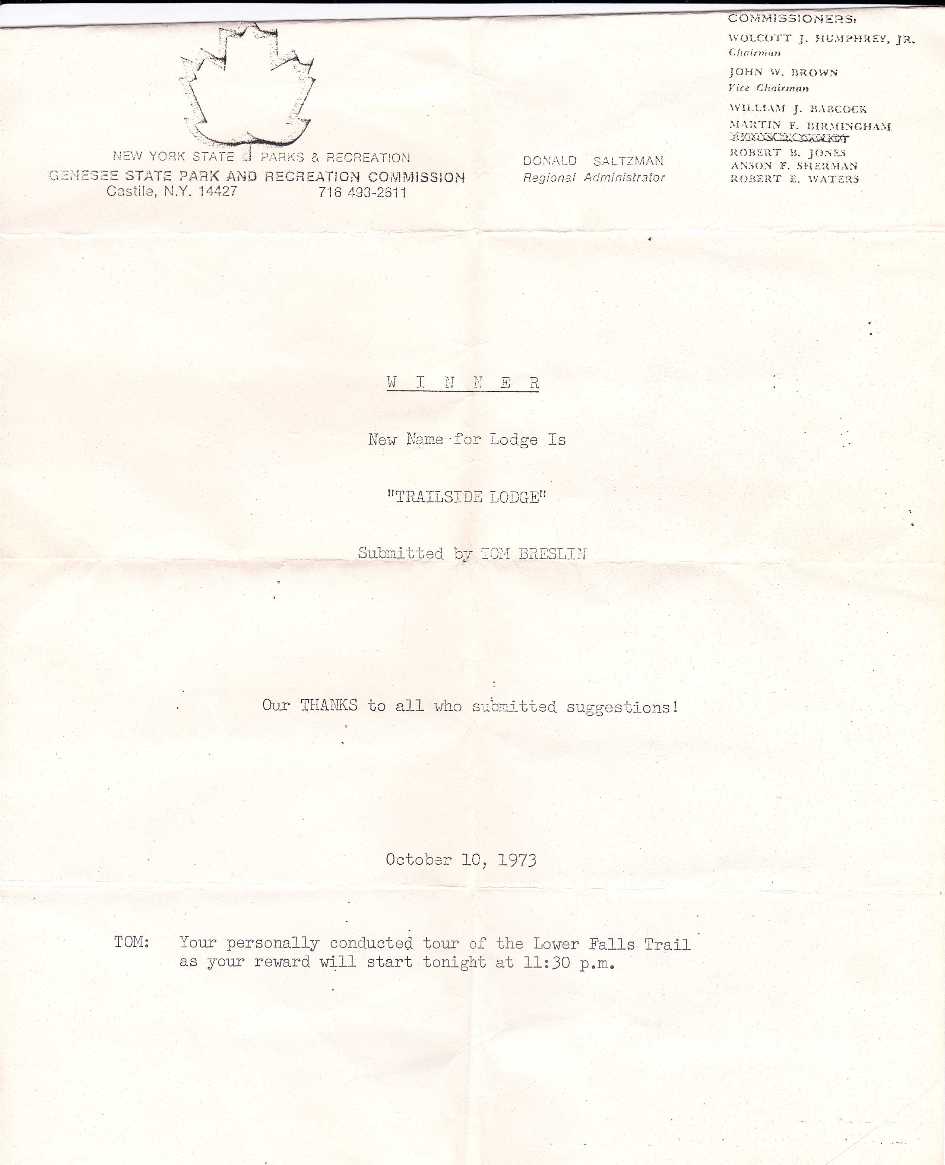 NEW YORK STATE PARKS & RECREATION
GENESEE STATE PARK AND RECREATION COMMISSION
Castile, N.Y. 14427 716 493-2611
DONALD SALTZMAN
Regional Administrator
COMMISSIONERS:
WOLCOTT J. HUMPHREY, JR.
Chairman
JOHN W. BROWN
Vice Chairman
WILLIAM J. BABCOCK
MARTIN F. BIRMINGHAM
ROBERT B. JONES
ANSON F. SHERMAN
ROBERT E. WATERS
W I N N E R
New Name for Lodge Is
"TRAILSIDE LODGE"
Submitted by TOM BRESLIN
Our THANKS to all who submitted suggestions!
October 10, 1973
TOM: Your personally conducted tour of the Lower Falls Trail
as your reward will start tonight at 11:30 p.m.